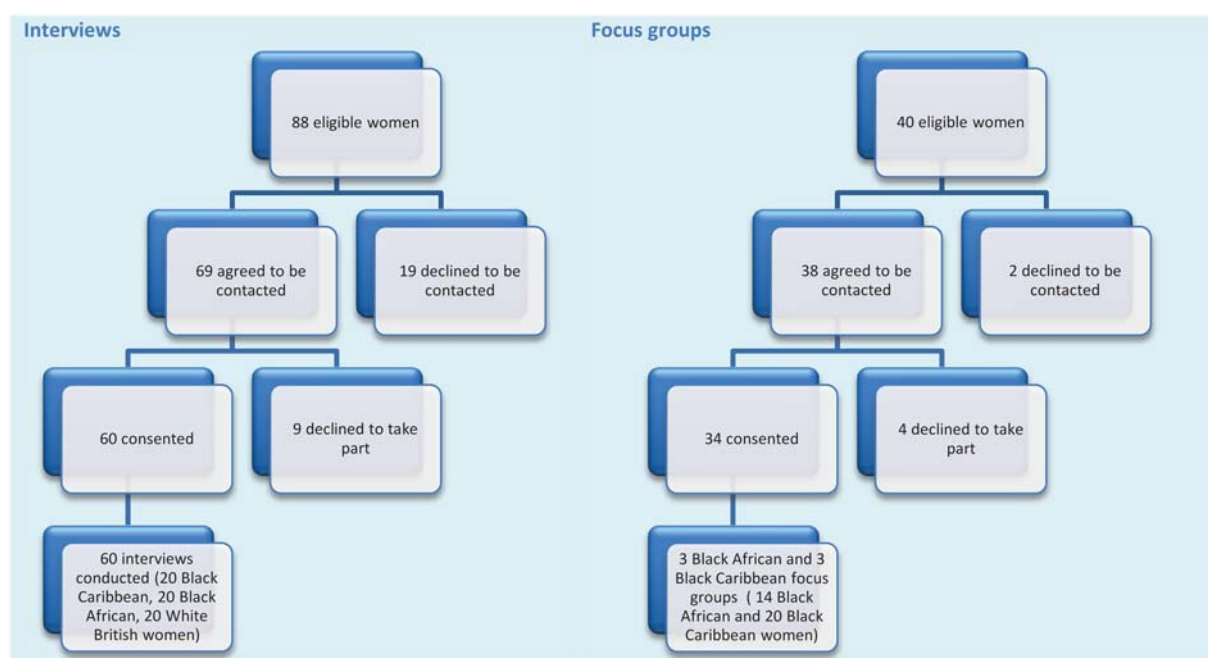 Interviews
88 eligible women
69 agreed to be
contacted
19 declined to be
contacted
60 consented
9 declined to take
part
60 interviews
conducted (20 Black
Caribbean, 20 Black
African, 20 White
British women)
Focus groups
40 eligible women
38 agreed to be
contacted
2 declined to be
contacted
34 consented
4 declined to take
part
3 Black African and 3
Black Caribbean focus
groups ( 14 Black
African and 20 Black
Caribbean women)